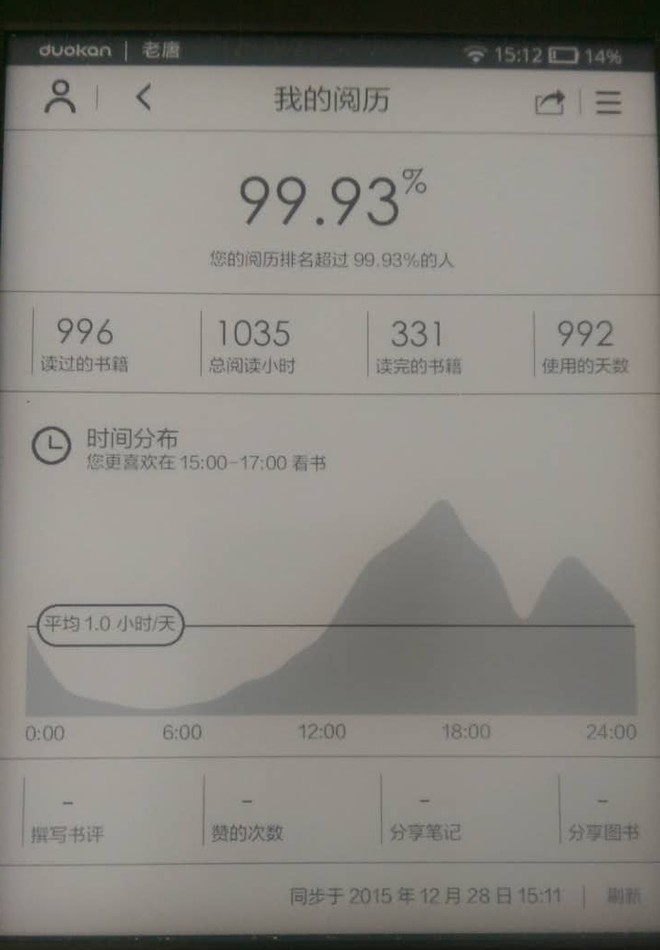 duokan | 老唐 15:12 14%
我的阅历
99.93%
您的阅历排名超过 99.93%的人
996 1035 331 992
读过的书籍 总阅读小时 读完的书籍 使用的天数
时间分布
您更喜欢在 15:00-17:00 看书
平均 1.0 小时/天
0:00 6:00 12:00 18:00 24:00
- - - -
撰写书评 赞的次数 分享笔记 分享图书
同步于 2015 年 12 月 28 日 15:11 | 刷新